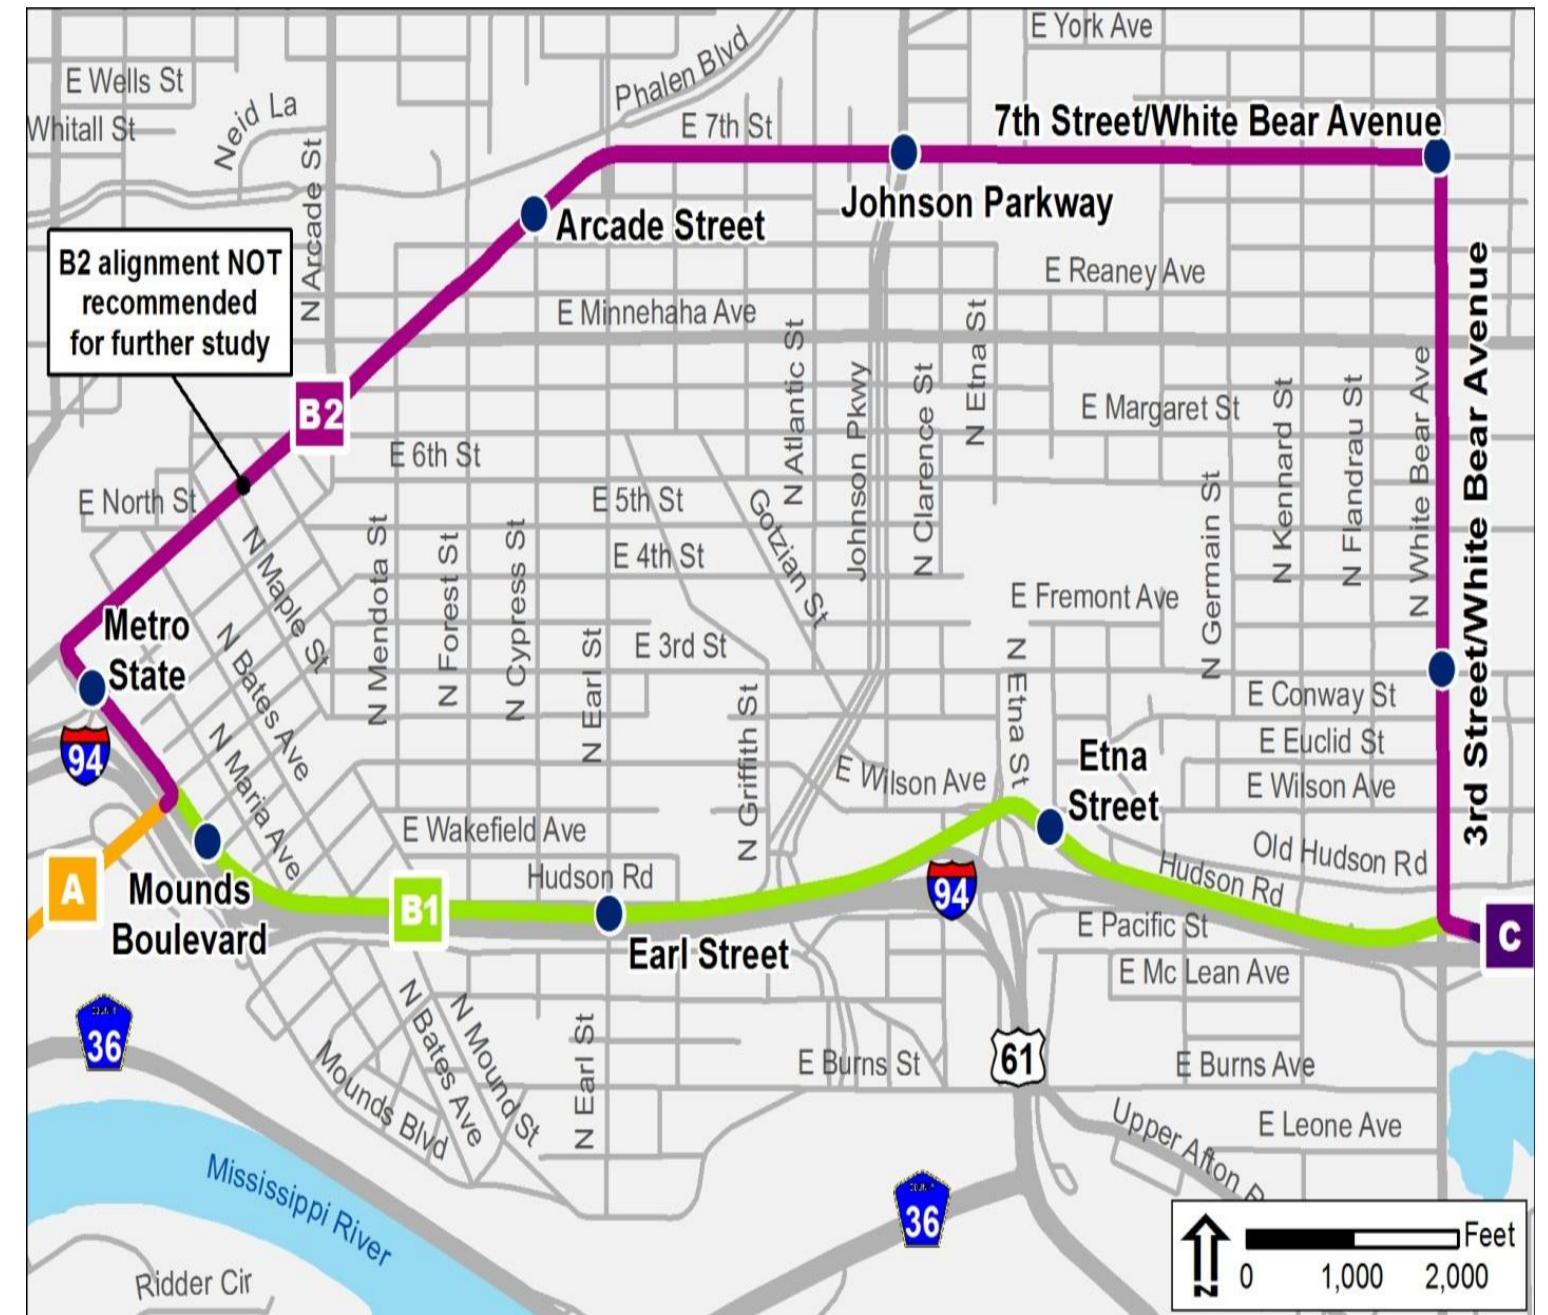 E York Ave
E Wells St
Phalen Blvd
Neid La
Whitall St
E 7th St
7th Street/White Bear Avenue
N Arcade St
Johnson Parkway
Arcade Street
B2 alignment NOT
recommended
for further study
E Reaney Ave
E Minnehaha Ave
N Atlantic St
N Etna St
Johnson Pkwy
N Clarence St
B2
E Margaret St
N Kennard St
N Flandrau St
N White Bear Ave
3rd Street/White Bear Avenue
E 6th St
E North St
E 5th St
Gotzian St
N Maple St
N Mendota St
N Forest St
N Cypress St
E 4th St
N Germain St
E Fremont Ave
Metro
State
N Bates Ave
N Earl St
E 3rd St
N Etna St
E Conway St
N Griffith St
94
N Maria Ave
E Euclid St
Etna
Street
E Wilson Ave
E Wilson Ave
E Wakefield Ave
Old Hudson Rd
Hudson Rd
Hudson Rd
A
Mounds
Boulevard
B1
94
E Pacific St
C
Earl Street
E Mc Lean Ave
36
N Bates Ave
N Mound St
N Earl St
Mounds Blvd
E Burns St
61
E Burns Ave
Upper Afton
E Leone Ave
Mississippi River
36
Ridder Cir
N
Feet
0 1,000 2,000